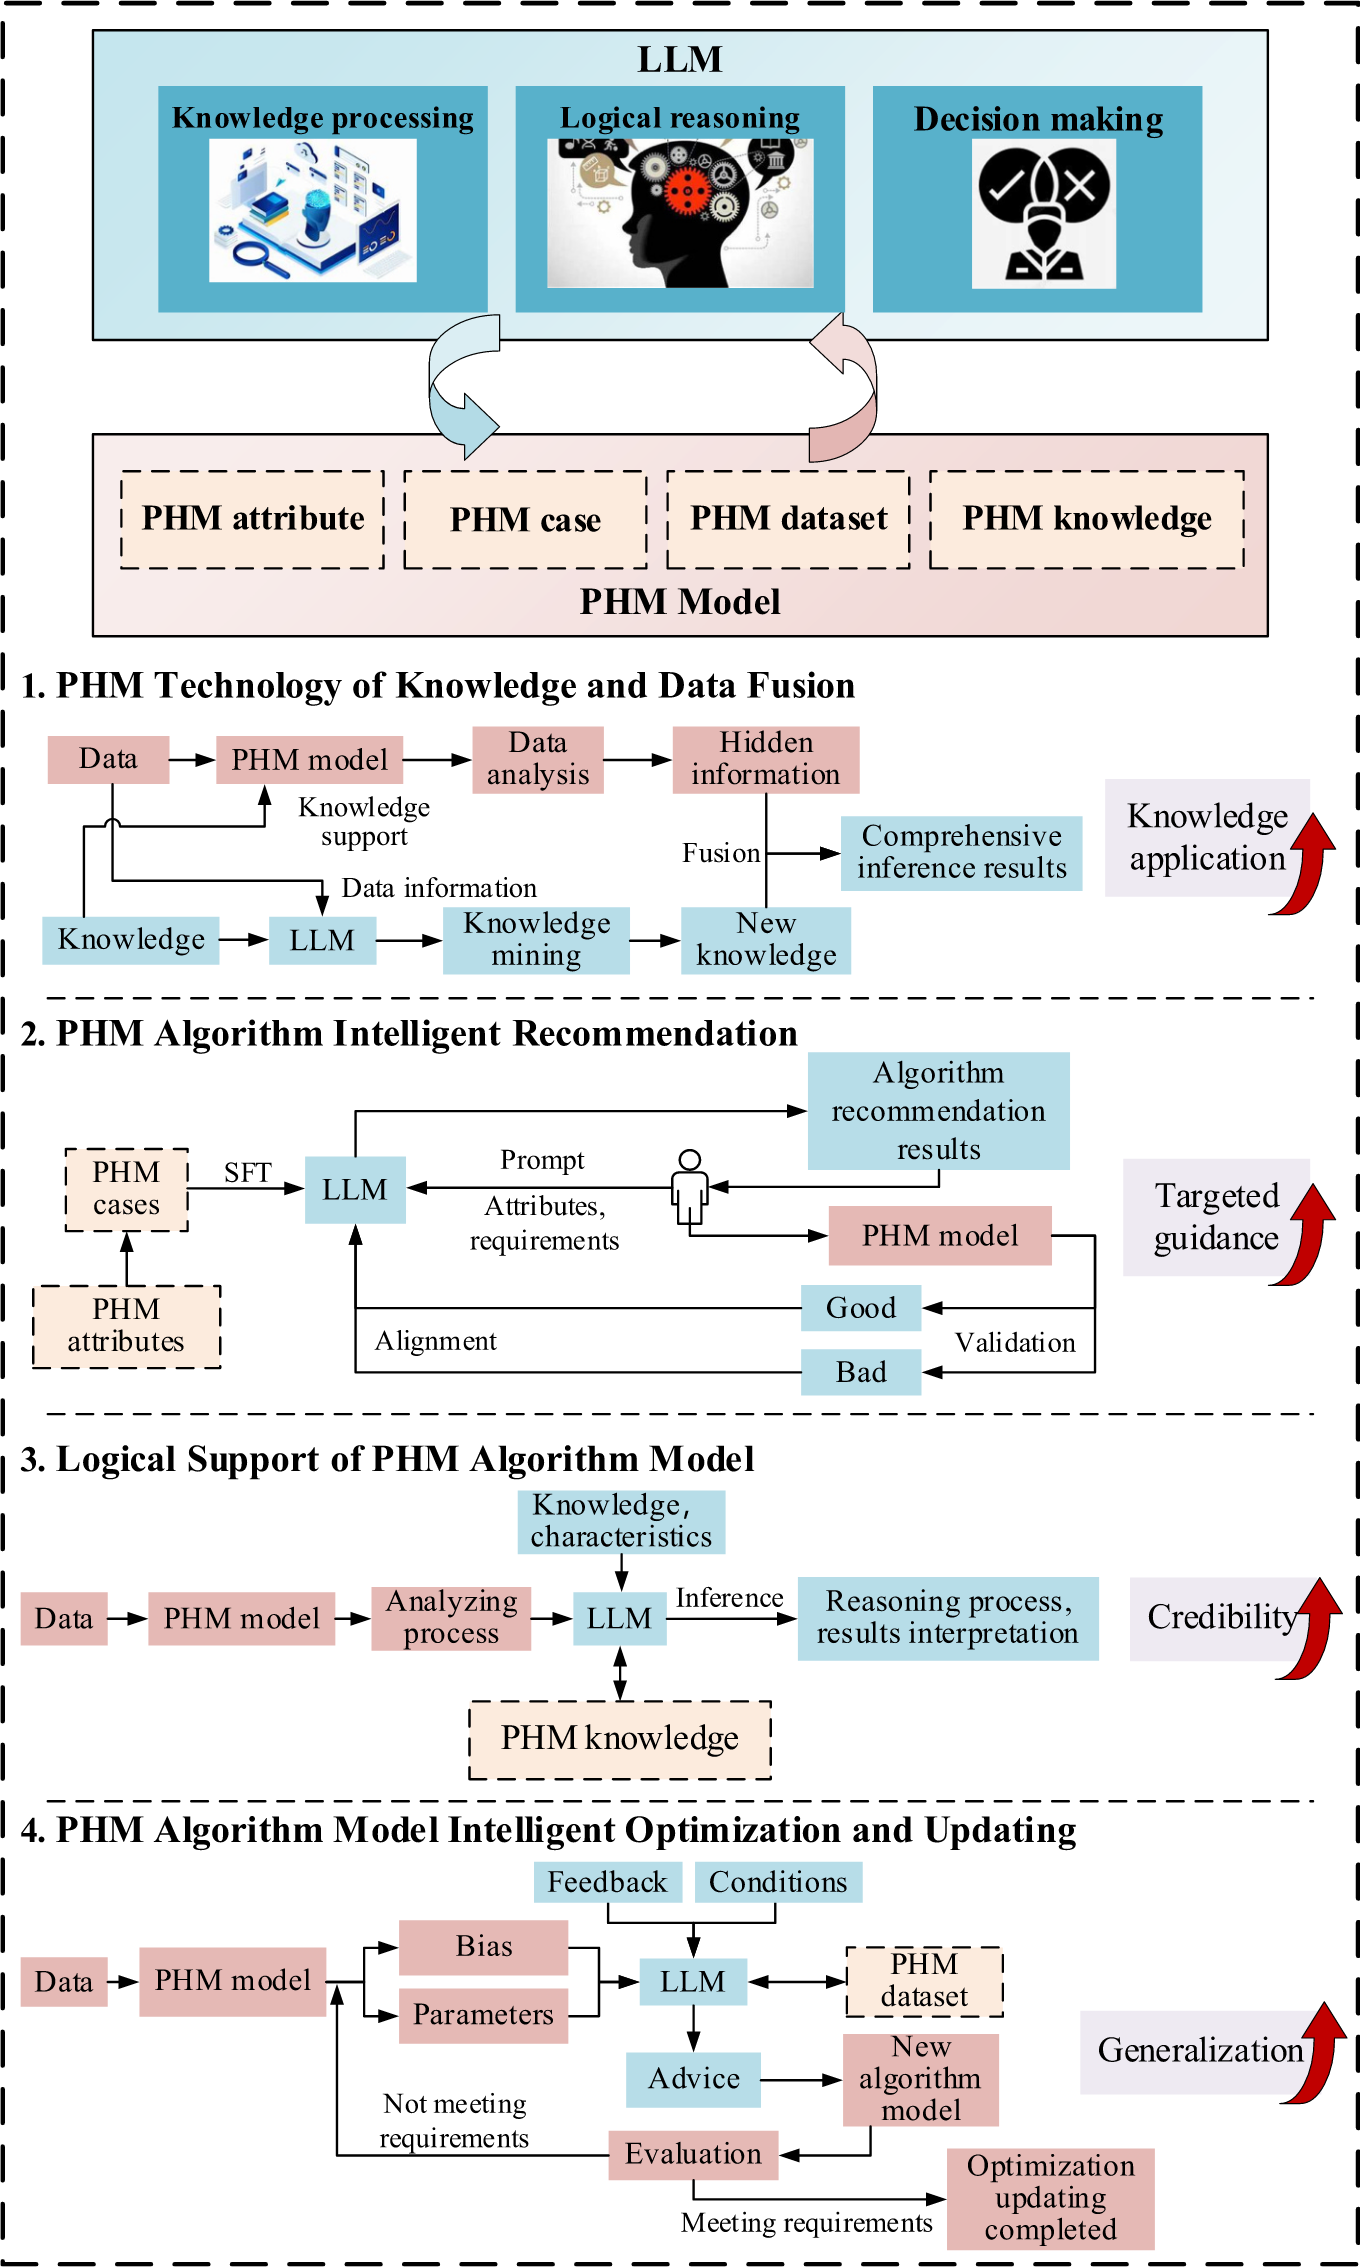 LLM
Knowledge processing
Logical reasoning
Decision making
PHM attribute
PHM case
PHM dataset
PHM knowledge
PHM Model
1. PHM Technology of Knowledge and Data Fusion
Data
PHM model
Data
analysis
Hidden
information
Knowledge
support
Fusion
Comprehensive
inference results
Knowledge
application
Data information
Knowledge
LLM
Knowledge
mining
New
knowledge
2. PHM Algorithm Intelligent Recommendation
Algorithm
recommendation
results
PHM
cases
SFT
LLM
Prompt
Attributes,
requirements
PHM model
Targeted
guidance
PHM
attributes
Good
Alignment
Validation
Bad
3. Logical Support of PHM Algorithm Model
Knowledge,
characteristics
Data
PHM model
Analyzing
process
LLM
Inference
Reasoning process,
results interpretation
Credibility
PHM knowledge
4. PHM Algorithm Model Intelligent Optimization and Updating
Feedback
Conditions
Data
PHM model
Bias
Parameters
LLM
PHM
dataset
Advice
New
algorithm
model
Generalization
Not meeting
requirements
Evaluation
Meeting requirements
Optimization
updating
completed